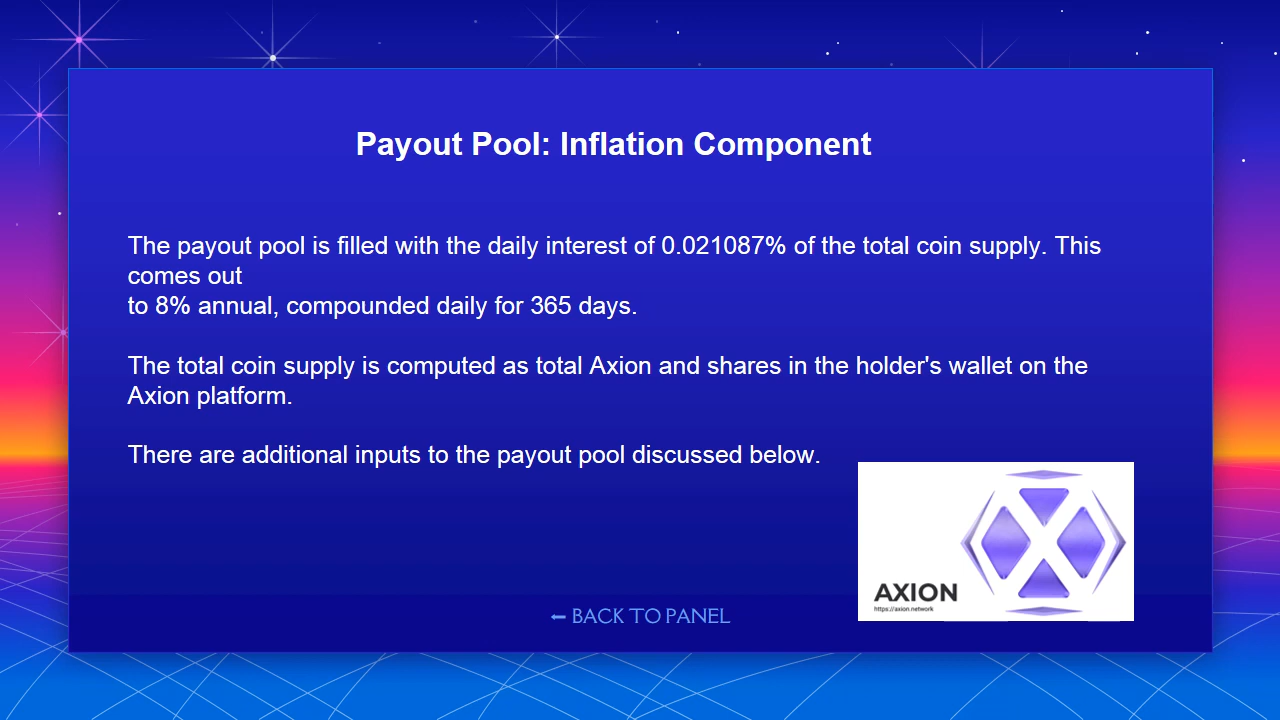 Payout Pool: Inflation Component
The payout pool is filled with the daily interest of 0.021087% of the total coin supply. This
comes out
to 8% annual, compounded daily for 365 days.
The total coin supply is computed as total Axion and shares in the holder's wallet on the
Axion platform.
There are additional inputs to the payout pool discussed below.
AXION
https://axion.network
← BACK TO PANEL